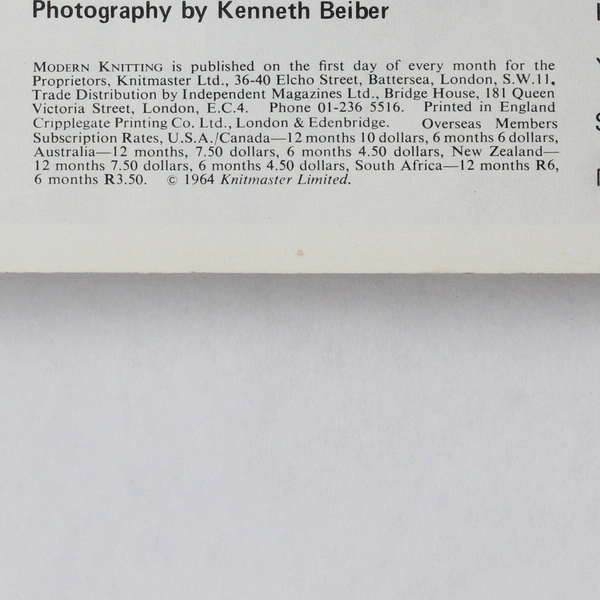 Photography by Kenneth Beiber
MODERN KNITTING is published on the first day of every month for the
Proprietors, Knitmaster Ltd., 36-40 Elcho Street, Battersea, London, S.W.11.
Trade Distribution by Independent Magazines Ltd., Bridge House, 181 Queen
Victoria Street, London, E.C.4. Phone 01-236 5516. Printed in England
Cripplegate Printing Co. Ltd., London & Edenbridge. Overseas Members
Subscription Rates, U.S.A./Canada—12 months 10 dollars, 6 months 6 dollars,
Australia—12 months, 7.50 dollars, 6 months 4.50 dollars, New Zealand—
12 months 7.50 dollars, 6 months 4.50 dollars, South Africa—12 months R6,
6 months R3.50. © 1964 Knitmaster Limited.